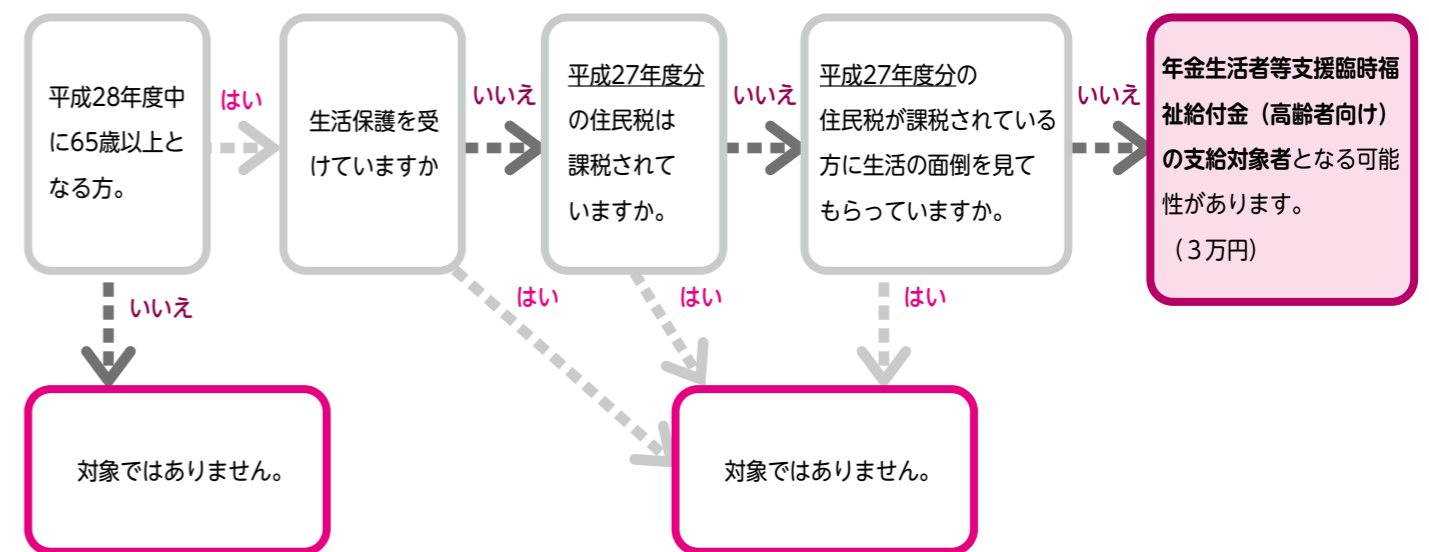 平成28年度中
に65歳以上と
なる方。
はい
生活保護を受
けていますか
いいえ
平成27年度分
の住民税は
課税されて
いますか。
いいえ
平成27年度分の
住民税が課税されている
方に生活の面倒を見て
もらっていますか。
いいえ
年金生活者等支援臨時福
祉給付金（高齢者向け）
の支給対象者となる可能
性があります。
（３万円）
いいえ
はい
はい
はい
対象ではありません。
対象ではありません。